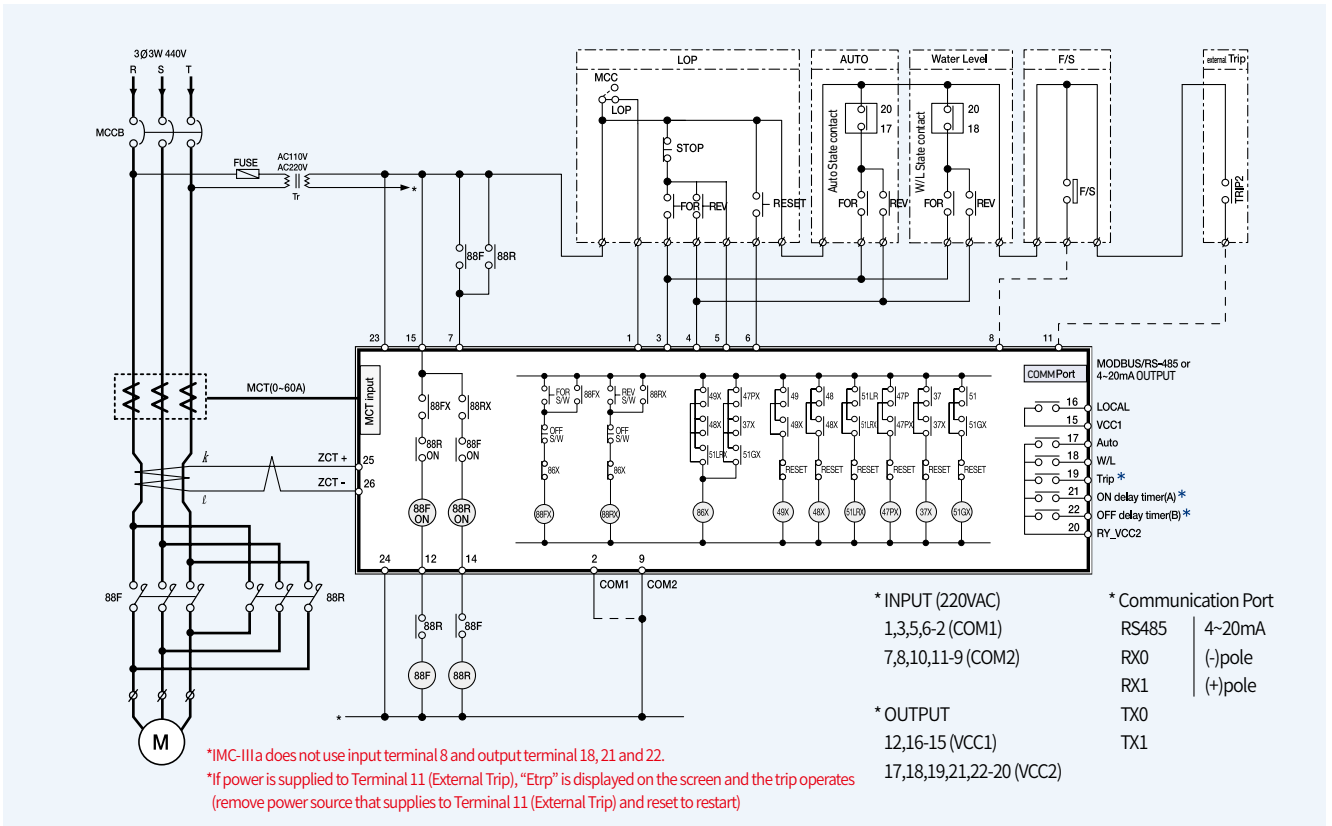 3Ø3W 440V
R S T
MCCB
FUSE
AC110V
AC220V
Tr
*
88F
88R
LOP
MCC
LOP
STOP
FOR
REV
RESET
AUTO
Auto State contact
20
17
FOR
REV
Water Level
W/L State contact
20
18
FOR
REV
F/S
F/S
external Trip
TRIP2
23 15 7 1 3 4 5 6 8 11
MCT(0~60A)
MCT input
k
ZCT + 25
ZCT - 26
ℓ
88FX
88RX
88R
ON
88F
ON
88F
ON
88R
ON
FOR
S/W
88FX
OFF
S/W
86X
88FX
REV
S/W
88RX
OFF
S/W
86X
88RX
49X
48X
51LRX
47PX
37X
51GX
86X
49
49X
RESET
49X
48
48X
RESET
48X
51LR
51LRX
RESET
51LRX
47P
47PX
RESET
47PX
37
37X
RESET
37X
51
51GX
RESET
51GX
COMM Port
MODBUS/RS-485 or
4~20mA OUTPUT
16 LOCAL
15 VCC1
17 Auto
18 W/L
19 Trip *
21 ON delay timer(A) *
22 OFF delay timer(B) *
20 RY_VCC2
24 12 14 2 9
COM1 COM2
88F
88R
88R
88F
88F
88R
*
M
* INPUT (220VAC)
1,3,5,6-2 (COM1)
7,8,10,11-9 (COM2)
* OUTPUT
12,16-15 (VCC1)
17,18,19,21,22-20 (VCC2)
* Communication Port
RS485 4~20mA
RX0 (-)pole
RX1 (+)pole
TX0
TX1
*IMC-IIIa does not use input terminal 8 and output terminal 18, 21 and 22.
*If power is supplied to Terminal 11 (External Trip), “Etrp” is displayed on the screen and the trip operates
(remove power source that supplies to Terminal 11 (External Trip) and reset to restart)